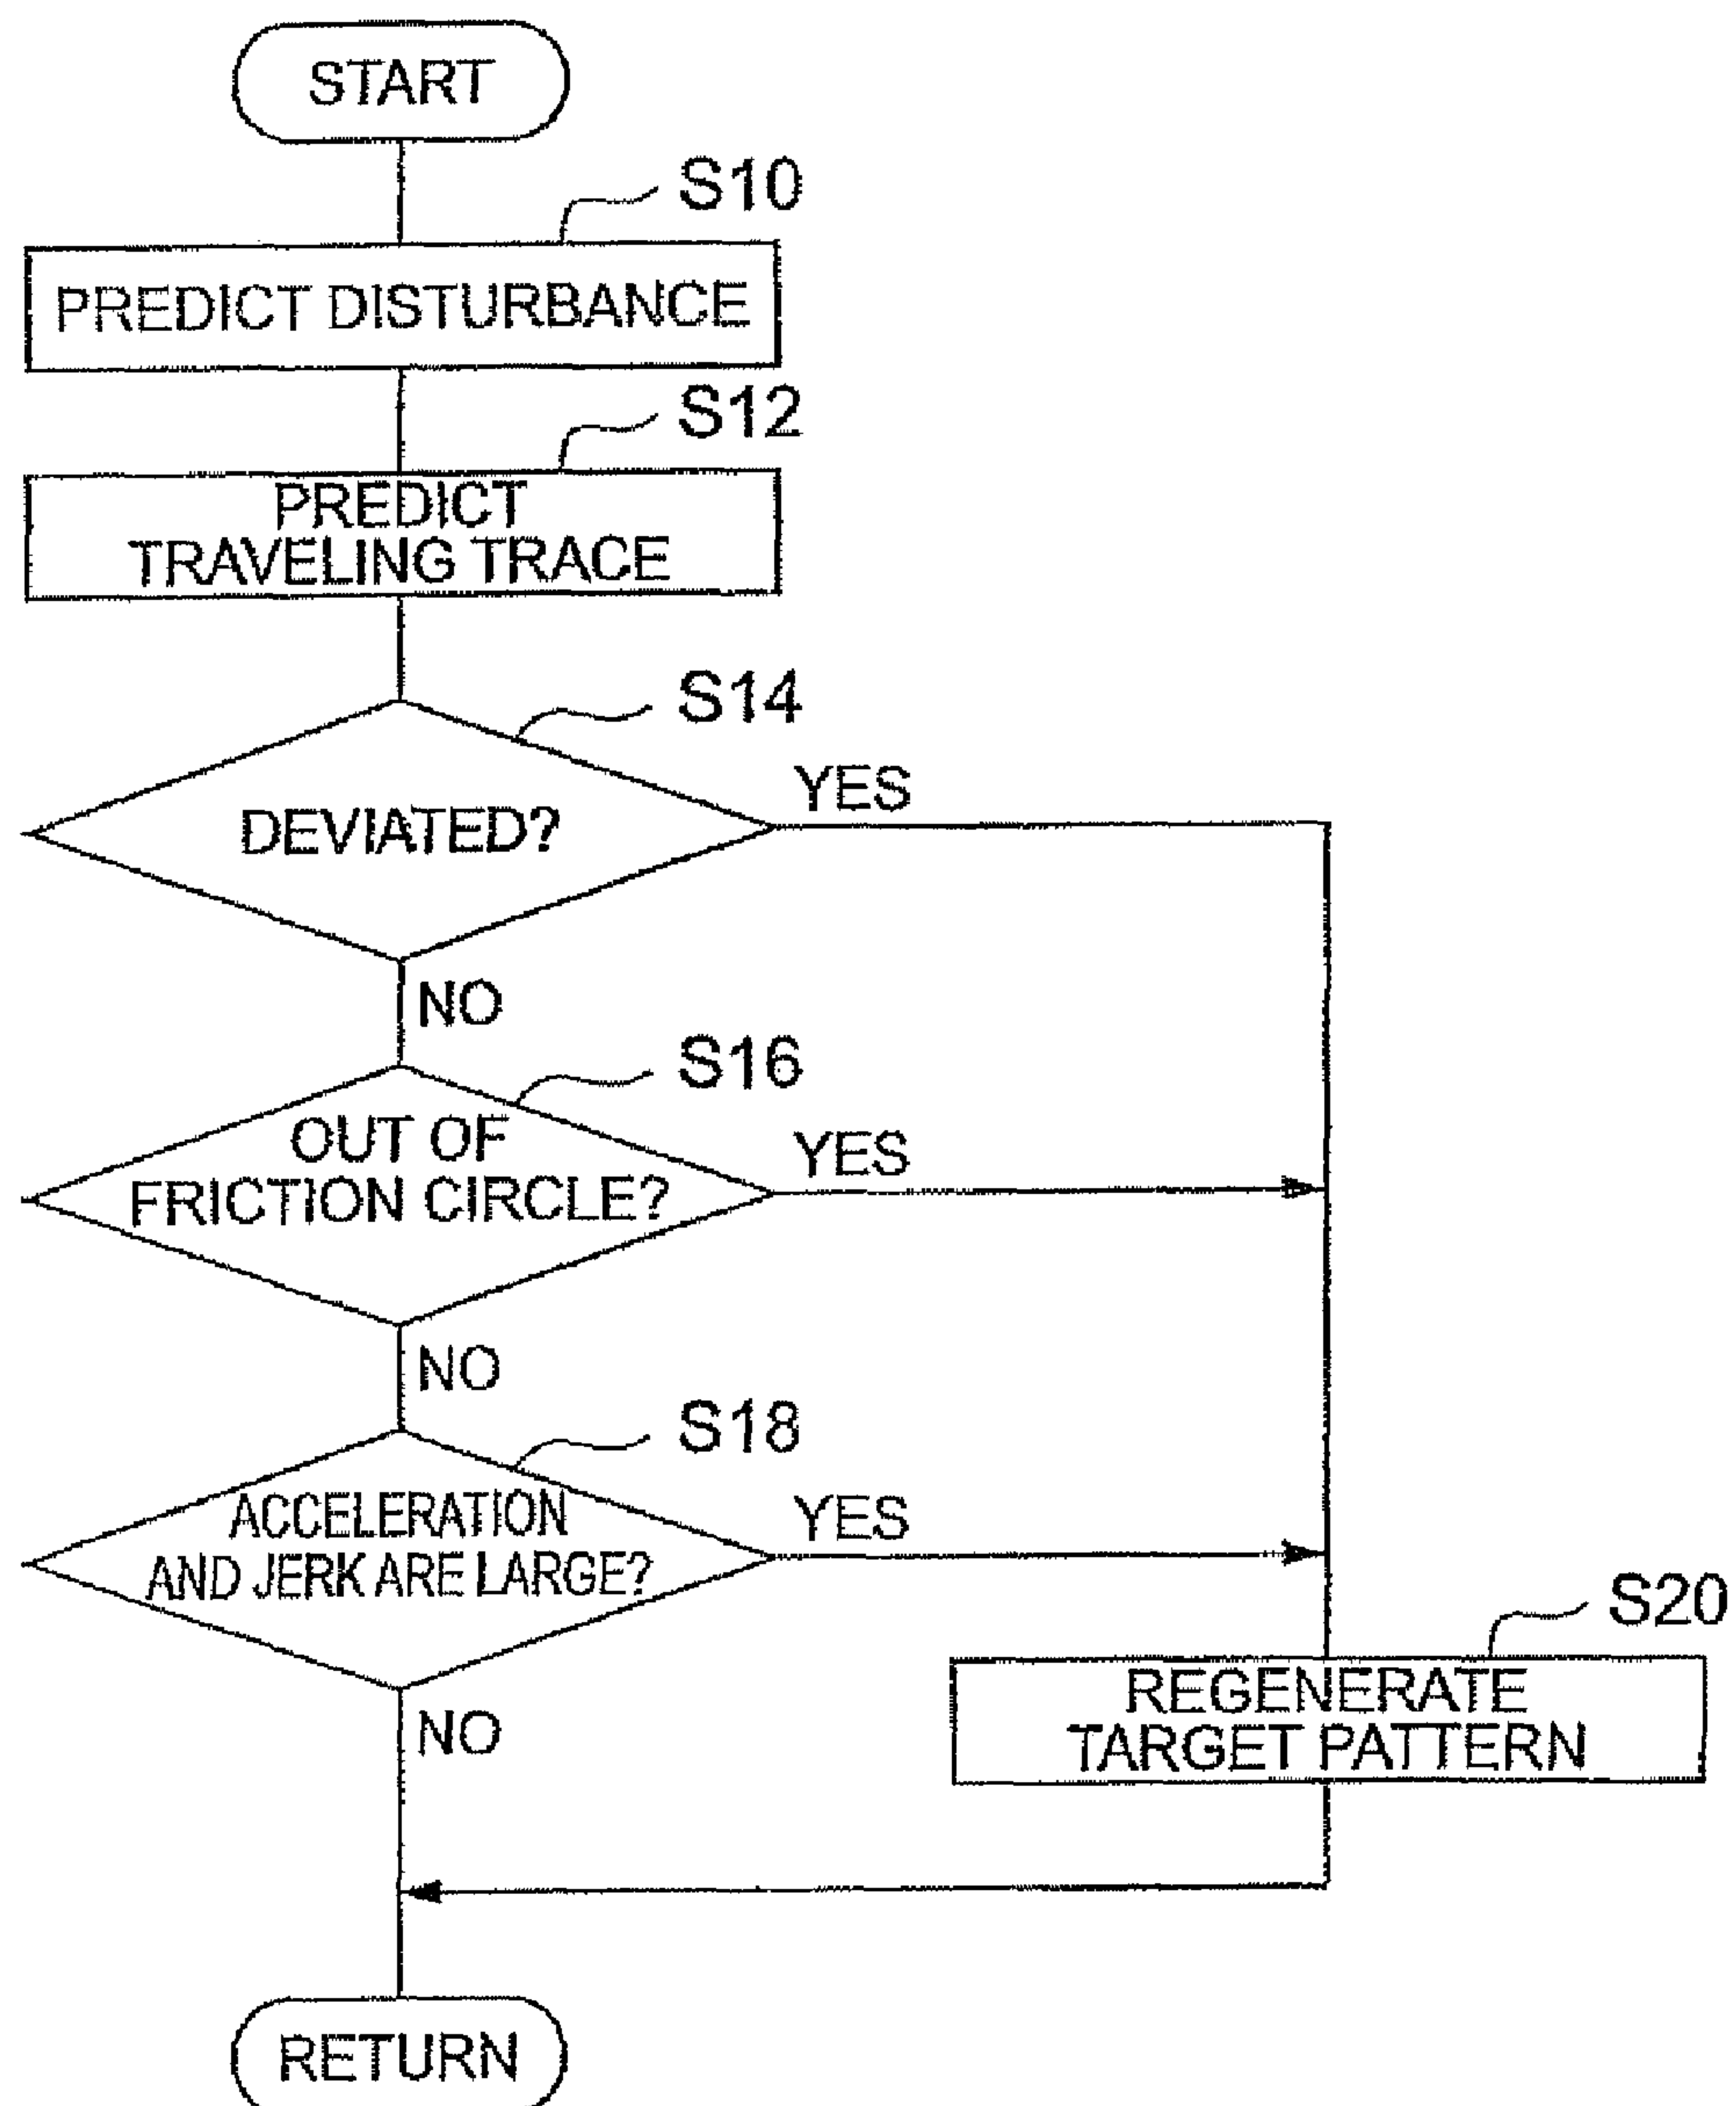 START
S10
PREDICT DISTURBANCE
S12
PREDICT
TRAVELING TRACE
S14
DEVIATED?
YES
NO
S16
OUT OF
FRICTION CIRCLE?
YES
NO
S18
ACCELERATION
AND JERK ARE LARGE?
YES
NO
S20
REGENERATE
TARGET PATTERN
RETURN